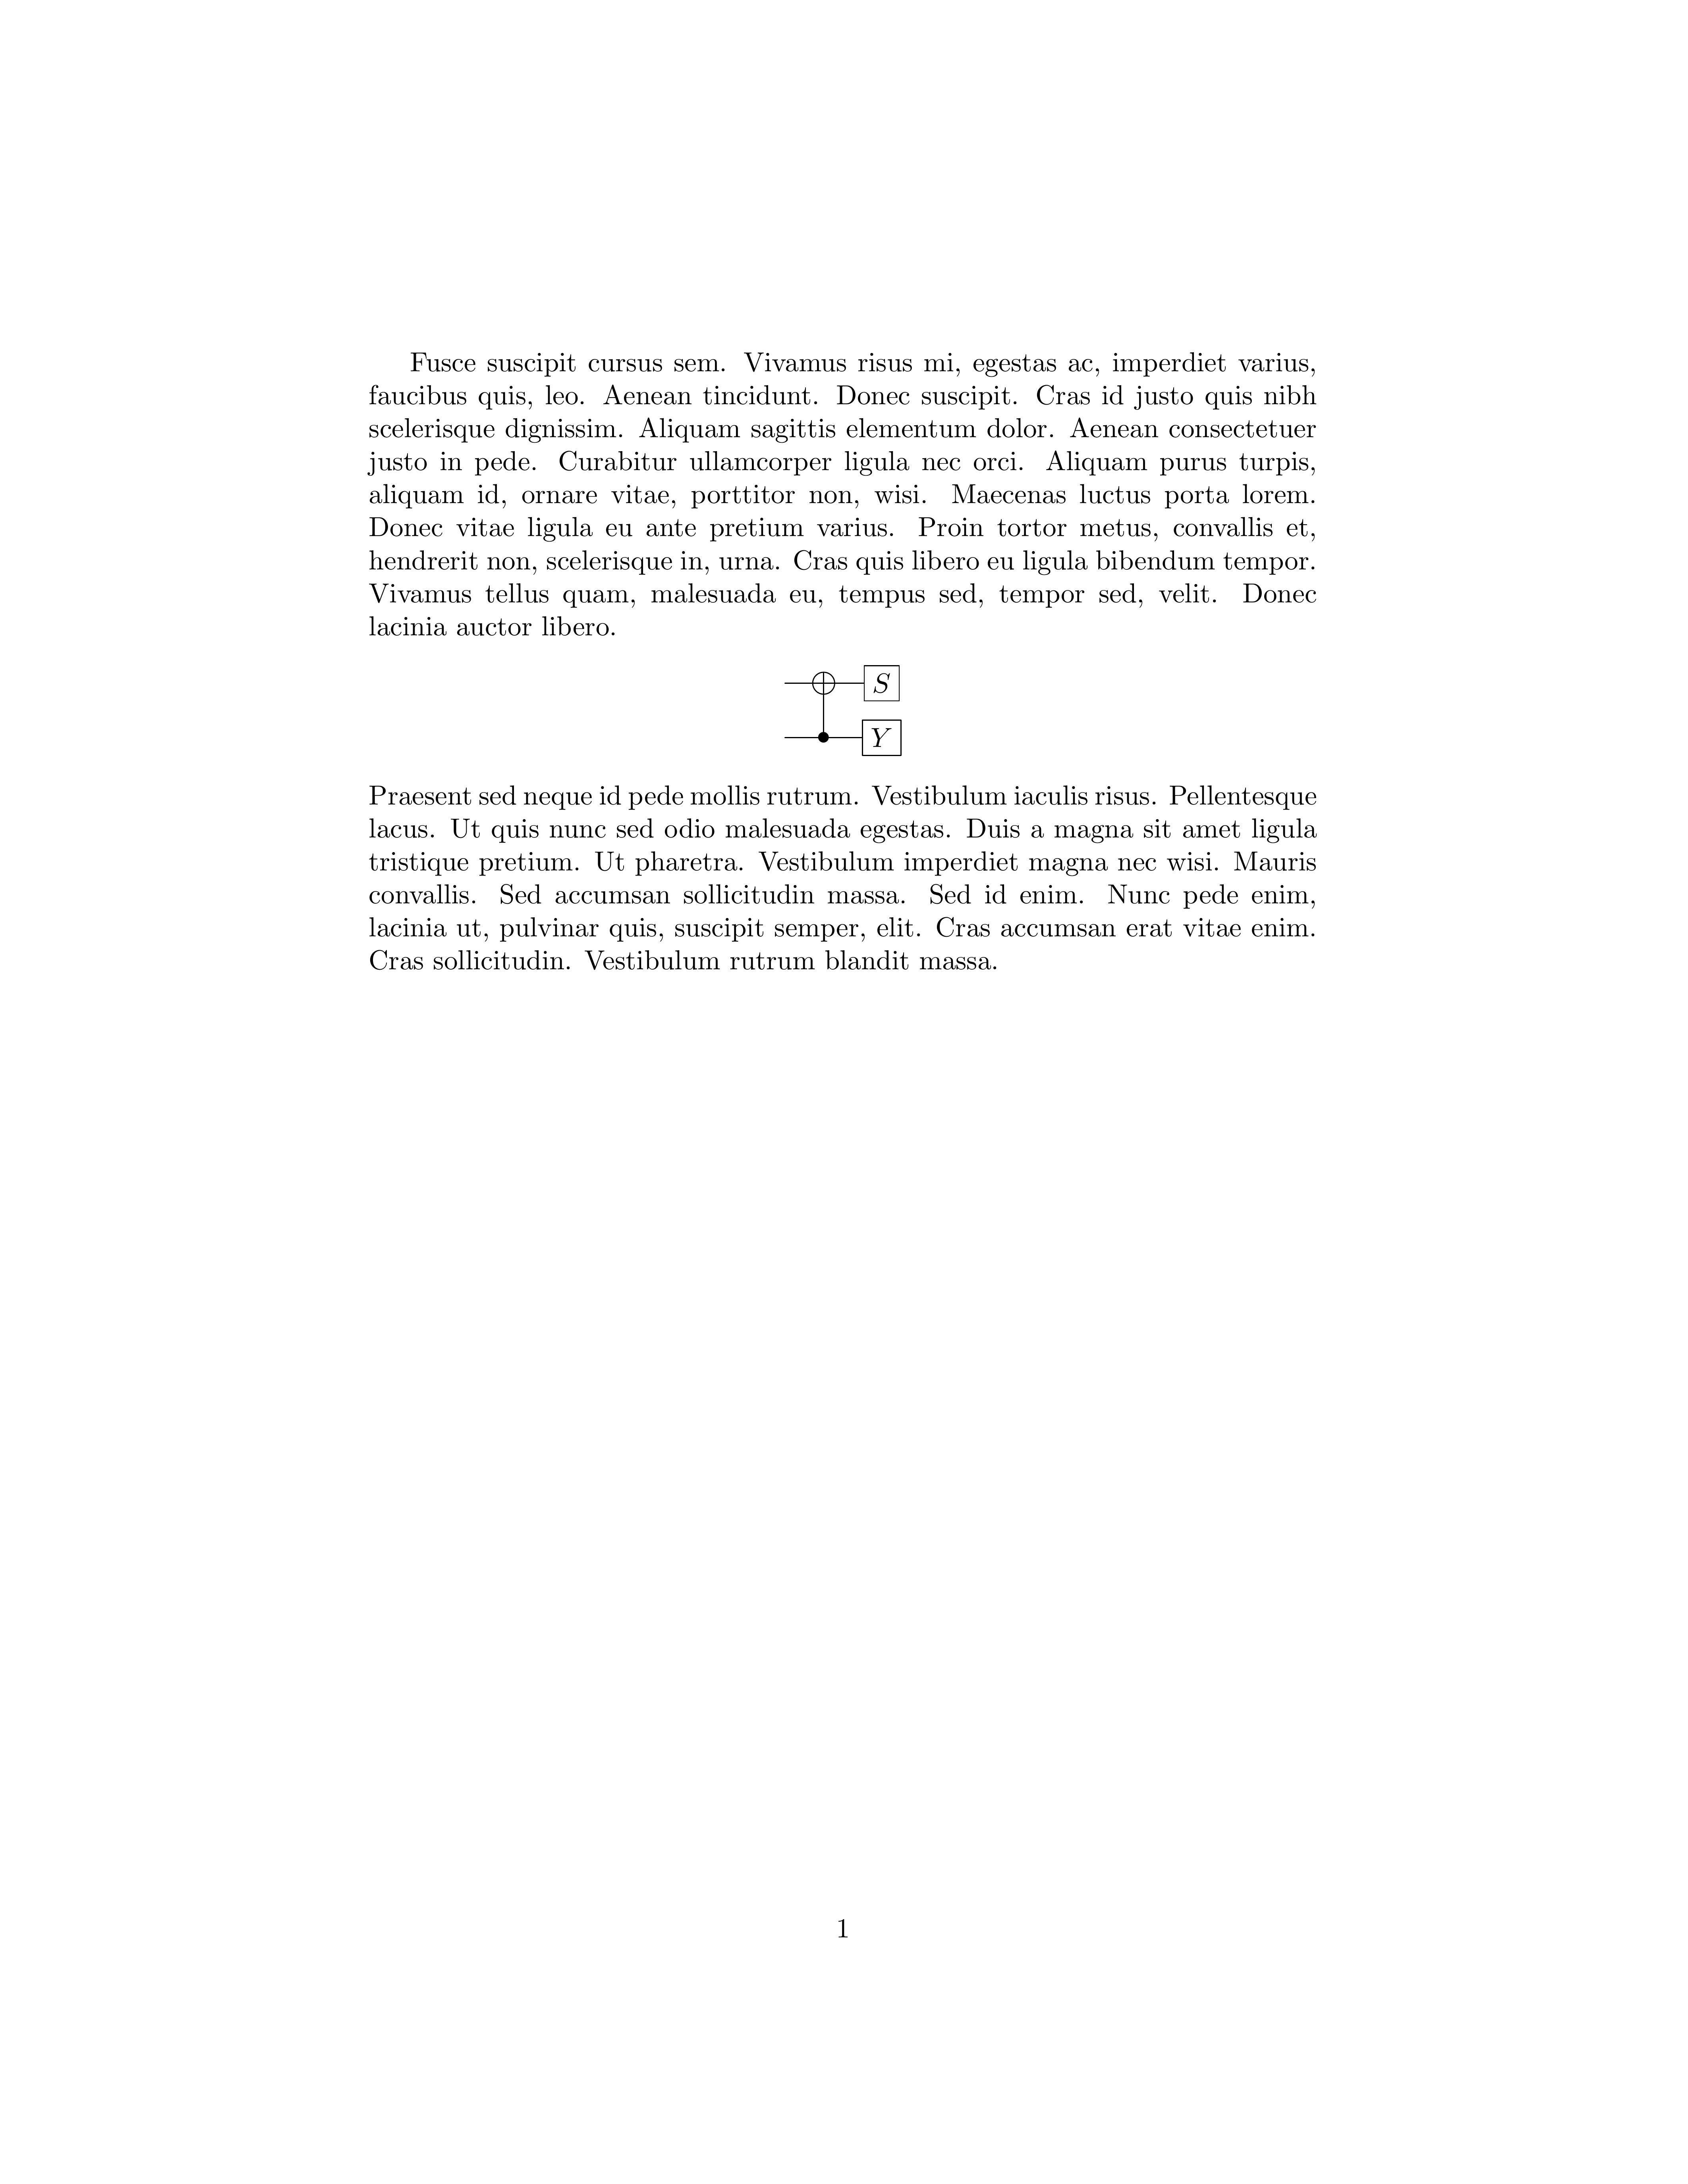 Fusce suscipit cursus sem. Vivamus risus mi, egestas ac, imperdiet varius,
faucibus quis, leo. Aenean tincidunt. Donec suscipit. Cras id justo quis nibh
scelerisque dignissim. Aliquam sagittis elementum dolor. Aenean consectetuer
justo in pede. Curabitur ullamcorper ligula nec orci. Aliquam purus turpis,
aliquam id, ornare vitae, porttitor non, wisi. Maecenas luctus porta lorem.
Donec vitae ligula eu ante pretium varius. Proin tortor metus, convallis et,
hendrerit non, scelerisque in, urna. Cras quis libero eu ligula bibendum tempor.
Vivamus tellus quam, malesuada eu, tempus sed, tempor sed, velit. Donec
lacinia auctor libero.
S
Y
Praesent sed neque id pede mollis rutrum. Vestibulum iaculis risus. Pellentesque
lacus. Ut quis nunc sed odio malesuada egestas. Duis a magna sit amet ligula
tristique pretium. Ut pharetra. Vestibulum imperdiet magna nec wisi. Mauris
convallis. Sed accumsan sollicitudin massa. Sed id enim. Nunc pede enim,
lacinia ut, pulvinar quis, suscipit semper, elit. Cras accumsan erat vitae enim.
Cras sollicitudin. Vestibulum rutrum blandit massa.
1